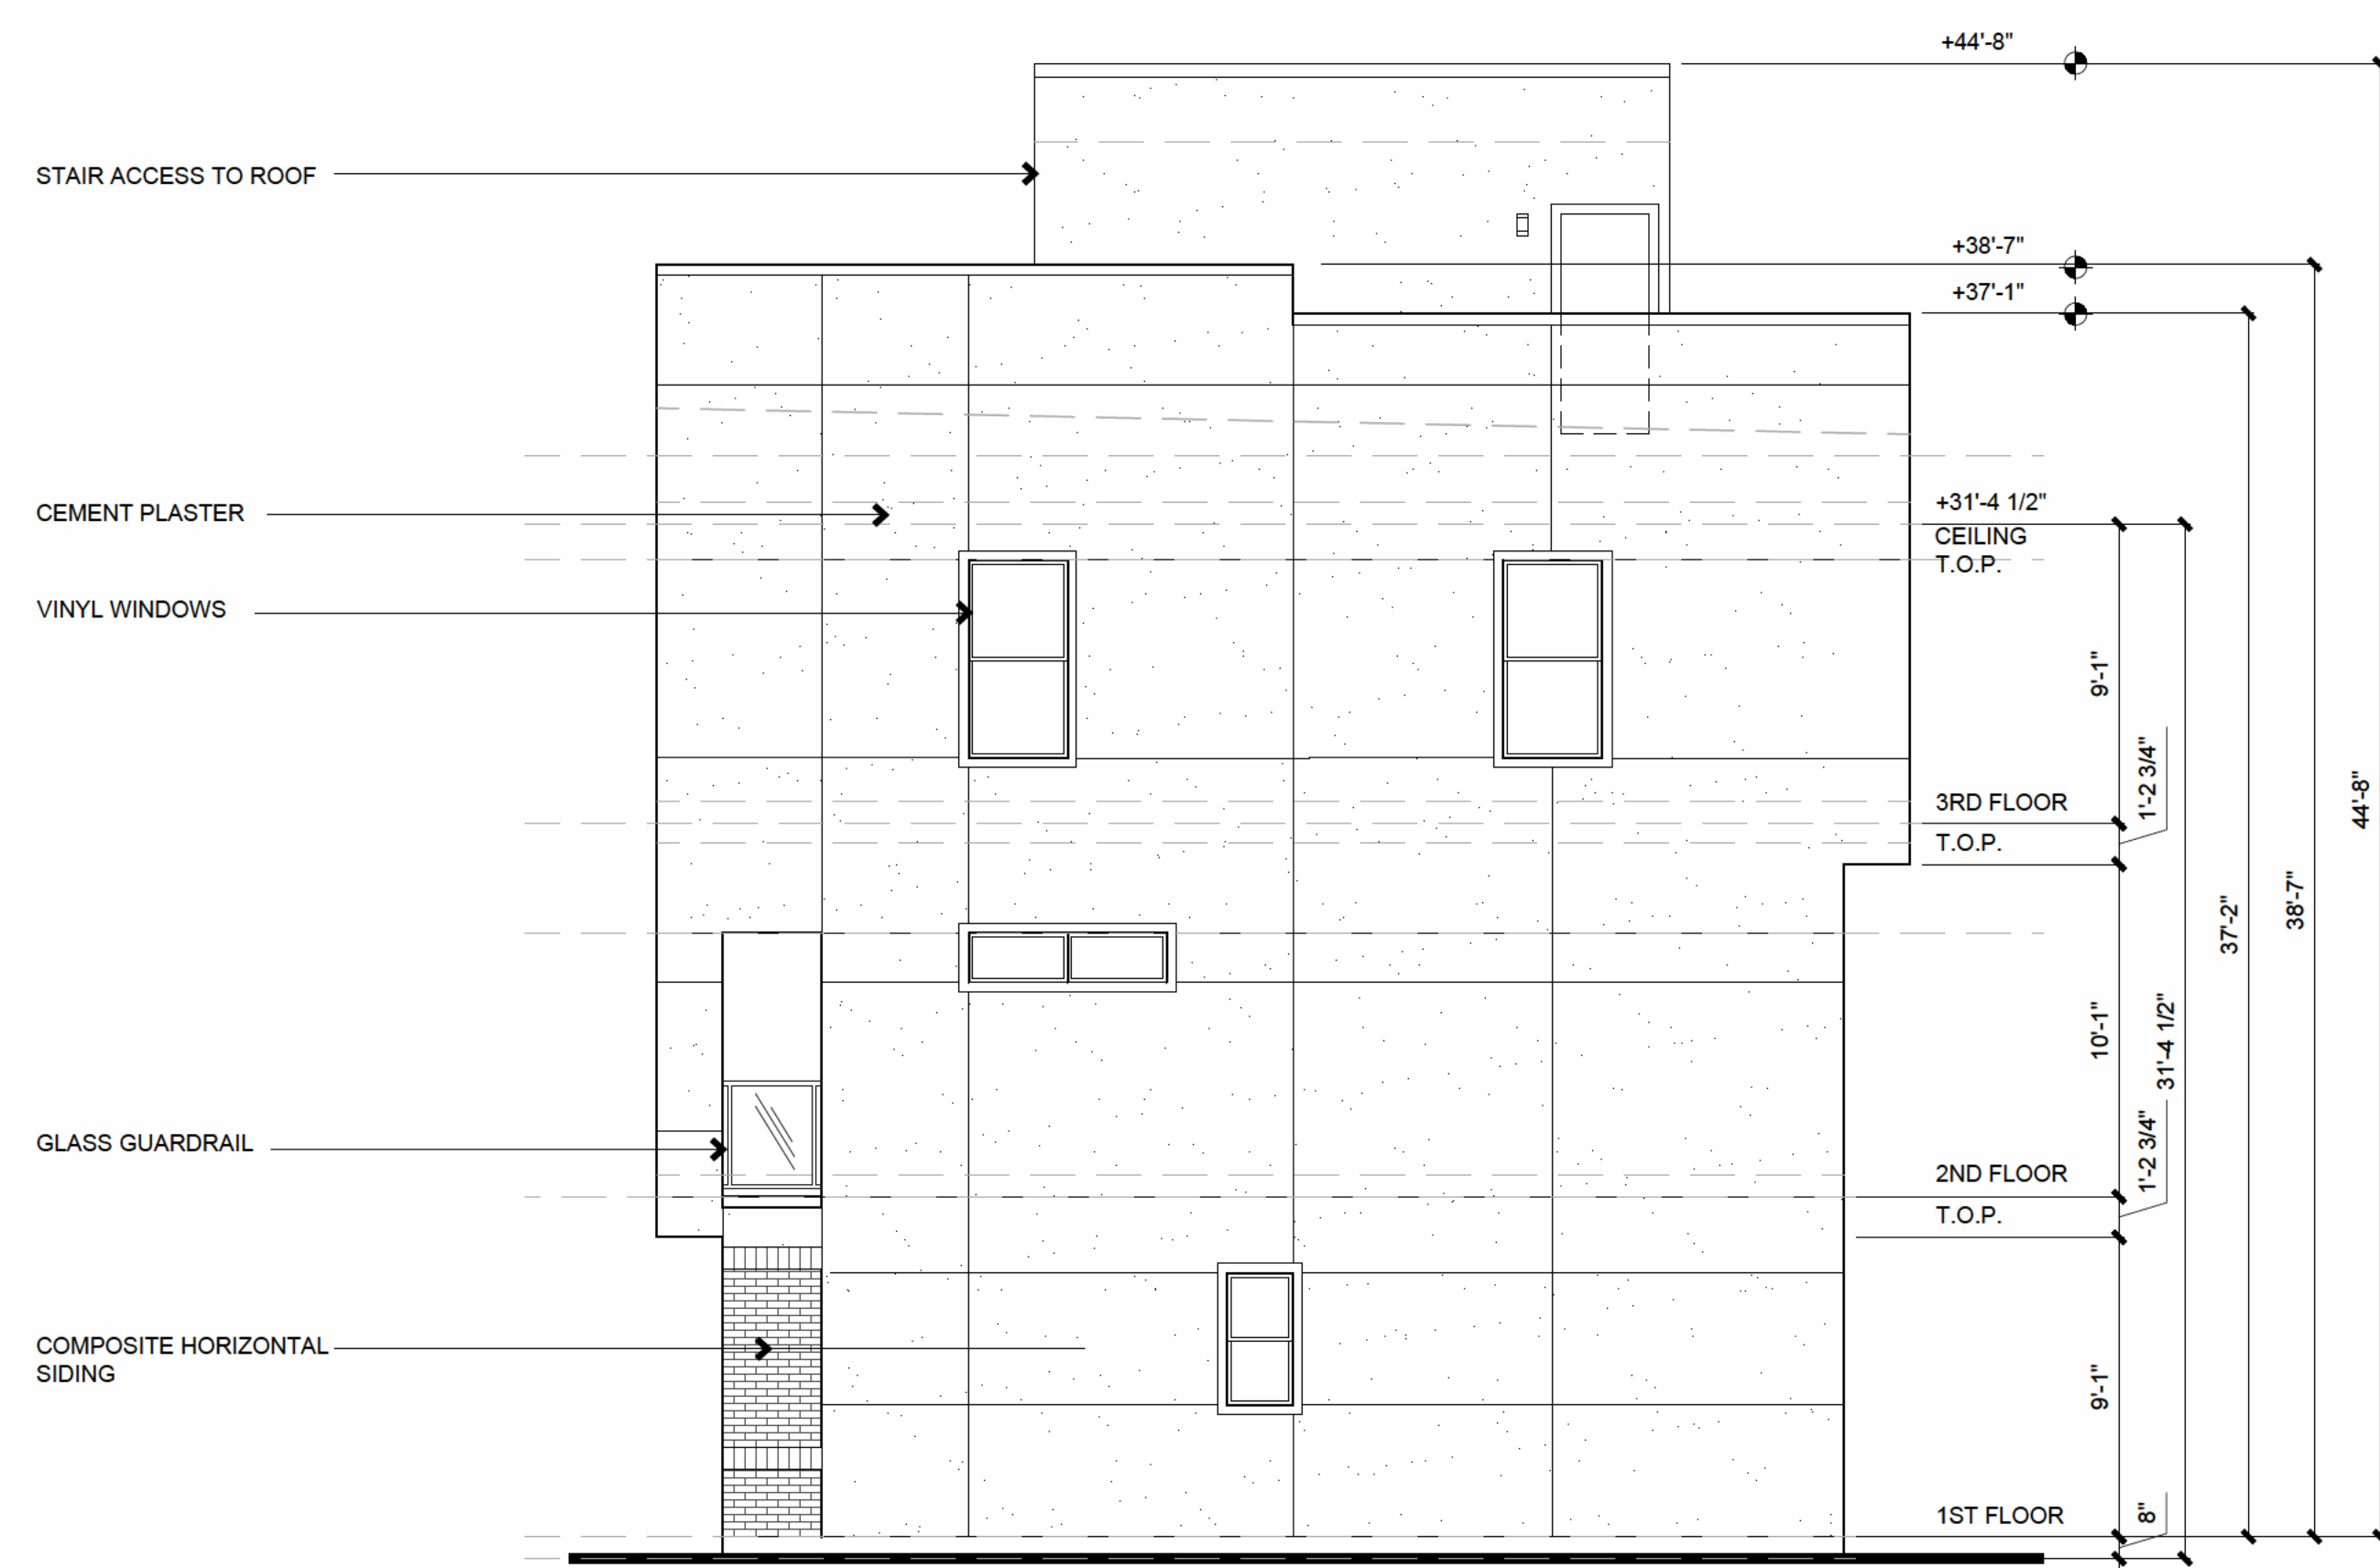 +44'-8"
STAIR ACCESS TO ROOF
+38'-7"
+37'-1"
CEMENT PLASTER
+31'-4 1/2"
CEILING
T.O.P.
VINYL WINDOWS
9'-1"
1'-2 3/4"
3RD FLOOR
T.O.P.
44'-8"
38'-7"
37'-2"
10'-1"
31'-4 1/2"
GLASS GUARDRAIL
1'-2 3/4"
2ND FLOOR
T.O.P.
COMPOSITE HORIZONTAL
SIDING
9'-1"
1ST FLOOR
8"